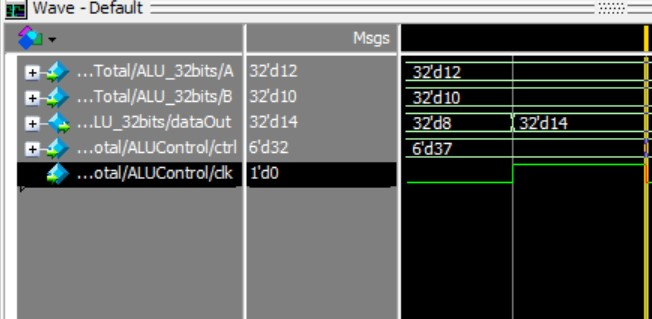 Wave - Default
Msgs
...Total/ALU_32bits/A 32'd12 32'd12
...Total/ALU_32bits/B 32'd10 32'd10
...LU_32bits/dataOut 32'd14 32'd8 32'd14
...otal/ALUControl/ctrl 6'd32 6'd37
...otal/ALUControl/clk 1'd0